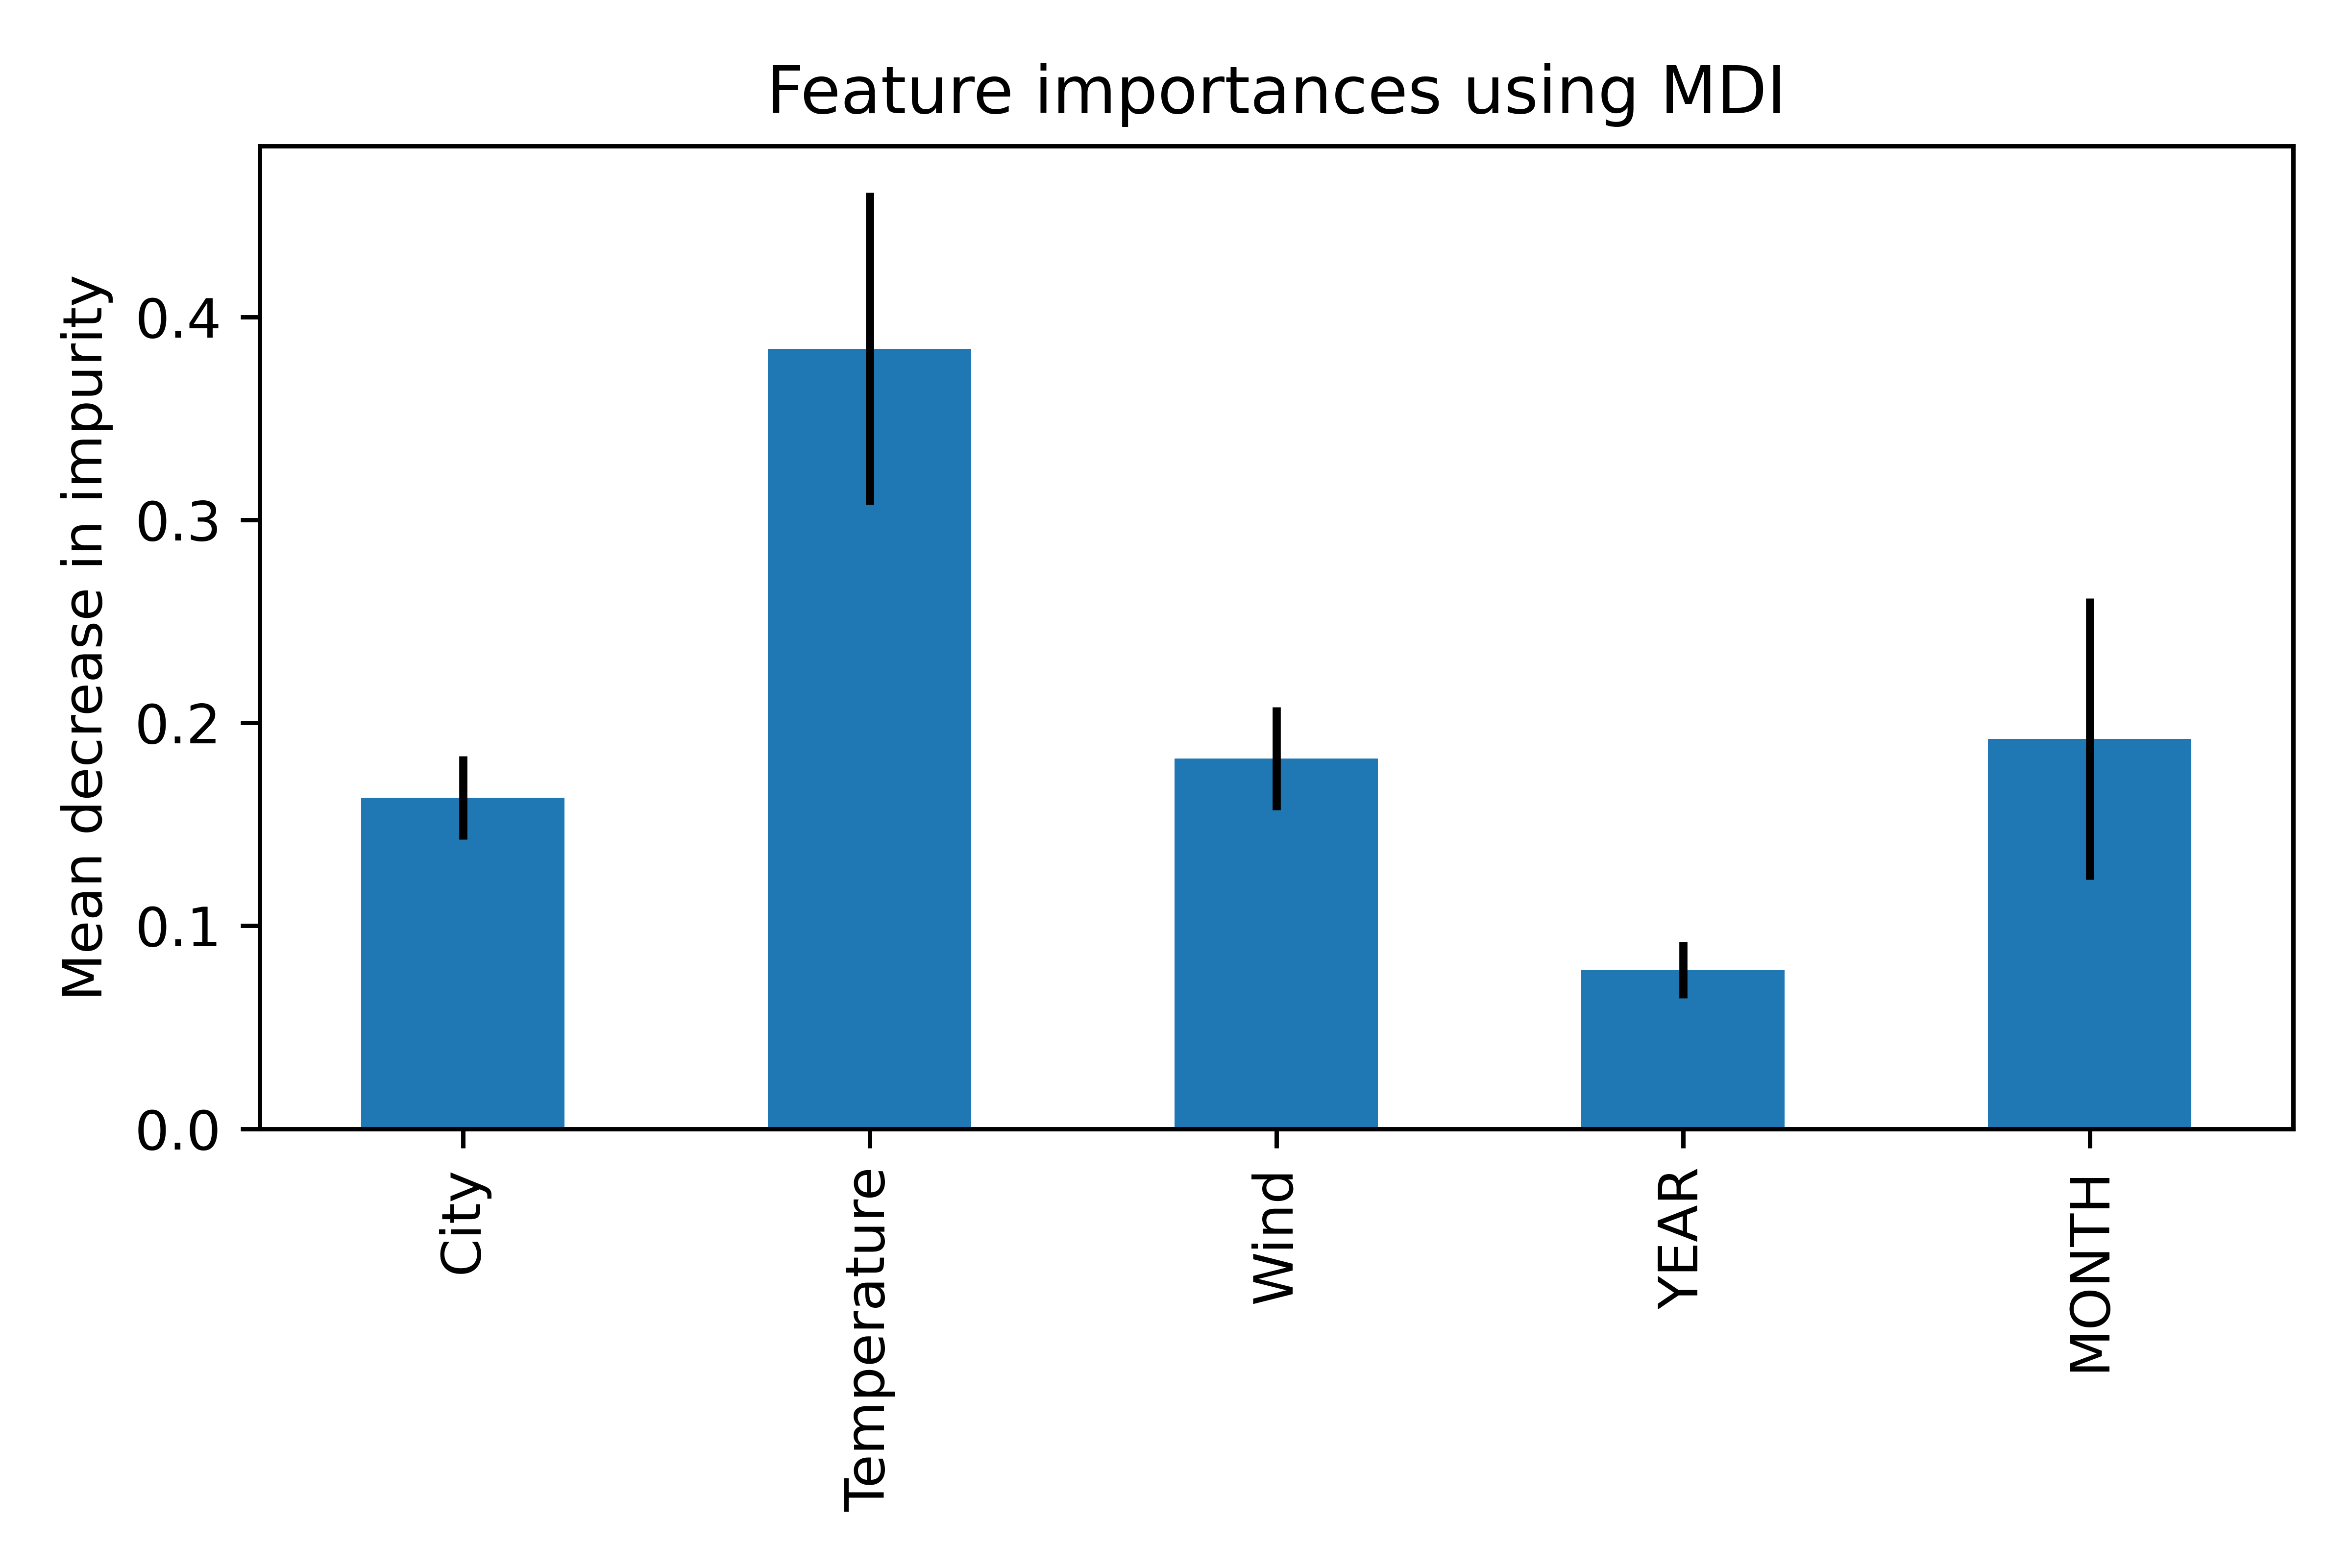 Feature importances using MDI
Mean decrease in impurity
0.4
0.3
0.2
0.1
0.0
City
Temperature
Wind
YEAR
MONTH